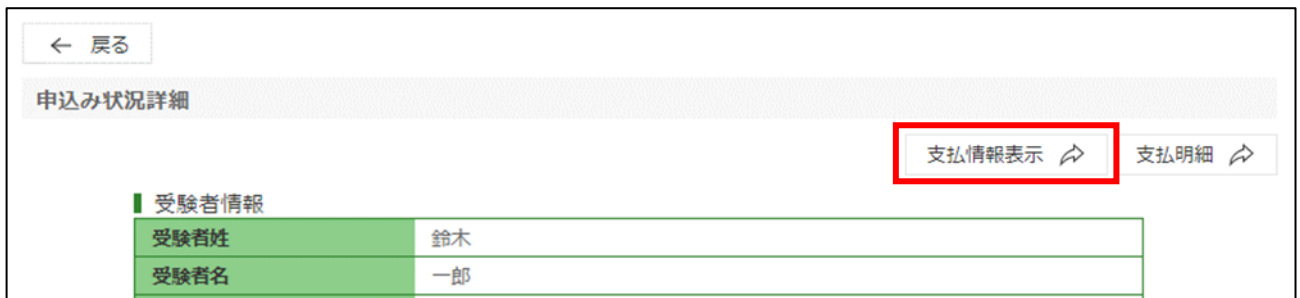 ← 戻る
申込み状況詳細
支払情報表示 支払明細
受験者情報
受験者姓 鈴木
受験者名 一郎